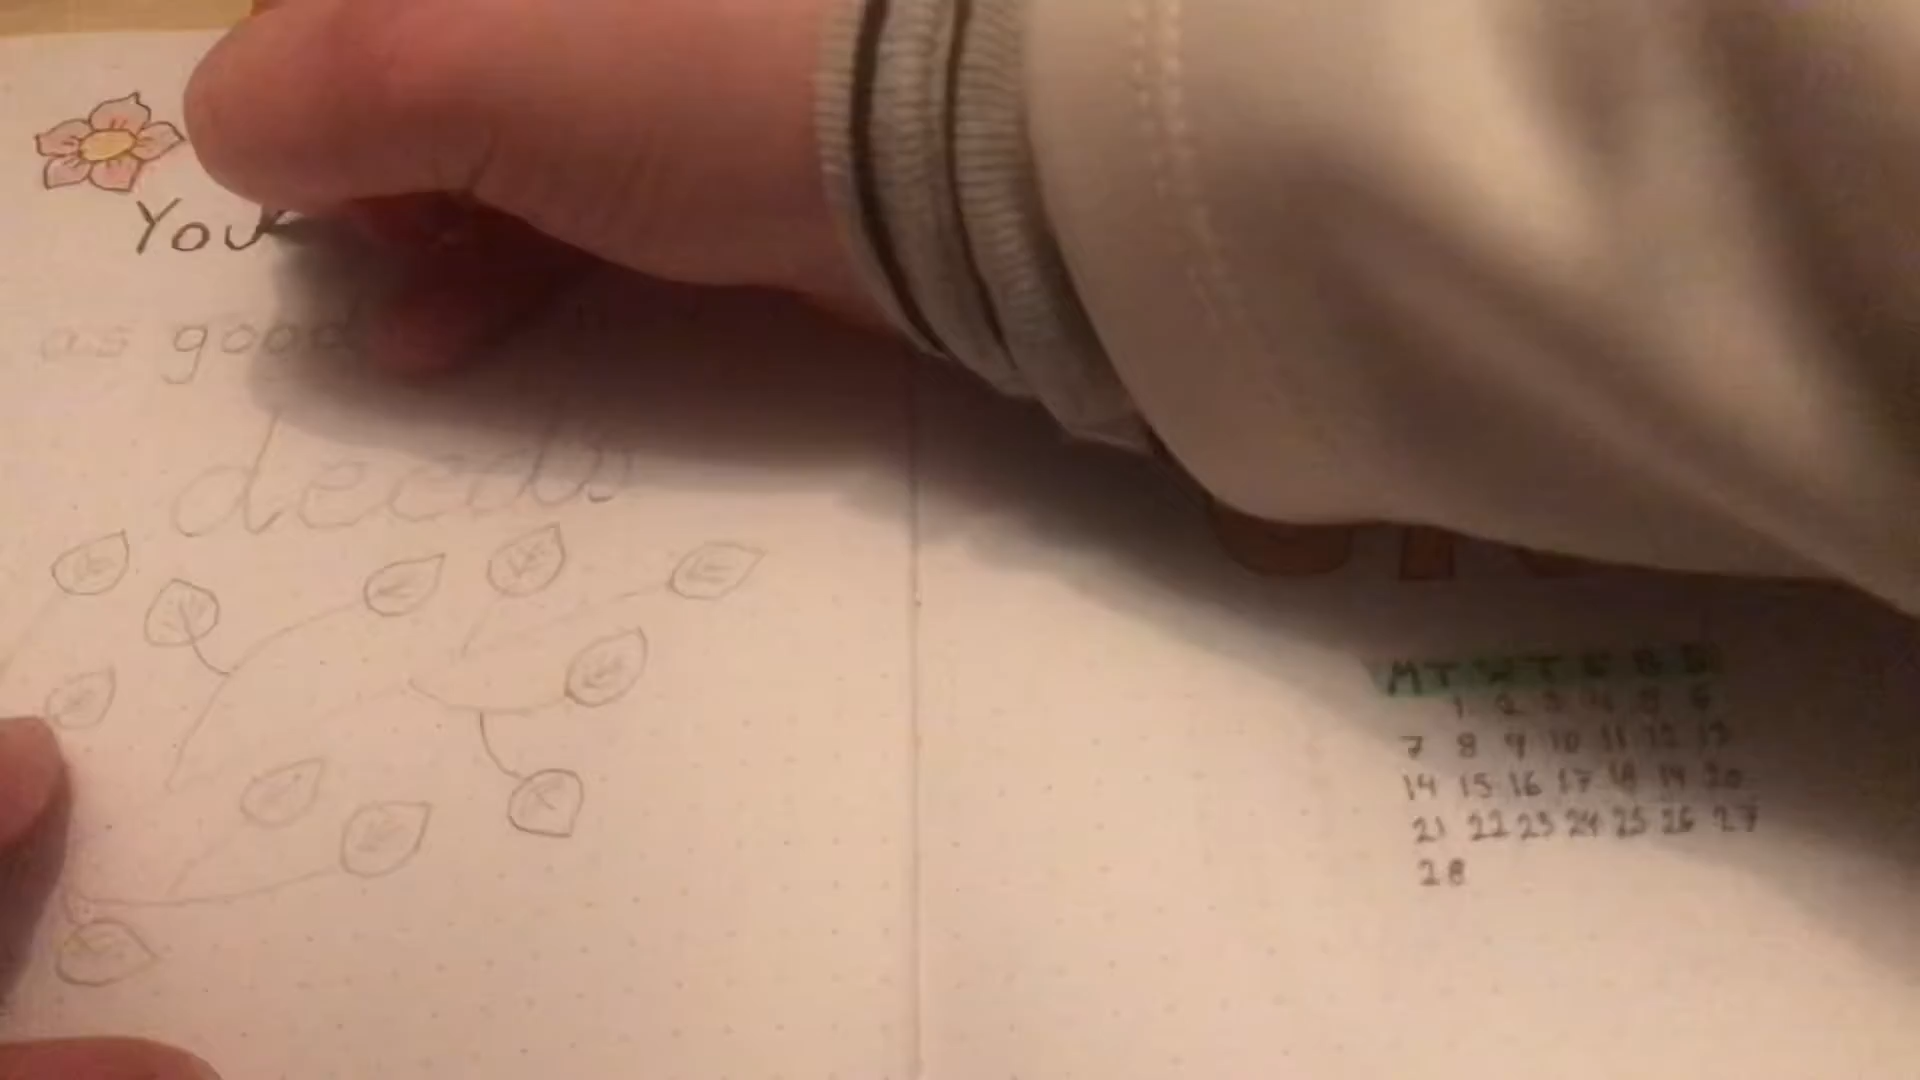 You
as good
deeds
M T W T F S S
1 2 3 4 5 6
7 8 9 10 11 12 13
14 15 16 17 18 19 20
21 22 23 24 25 26 27
28